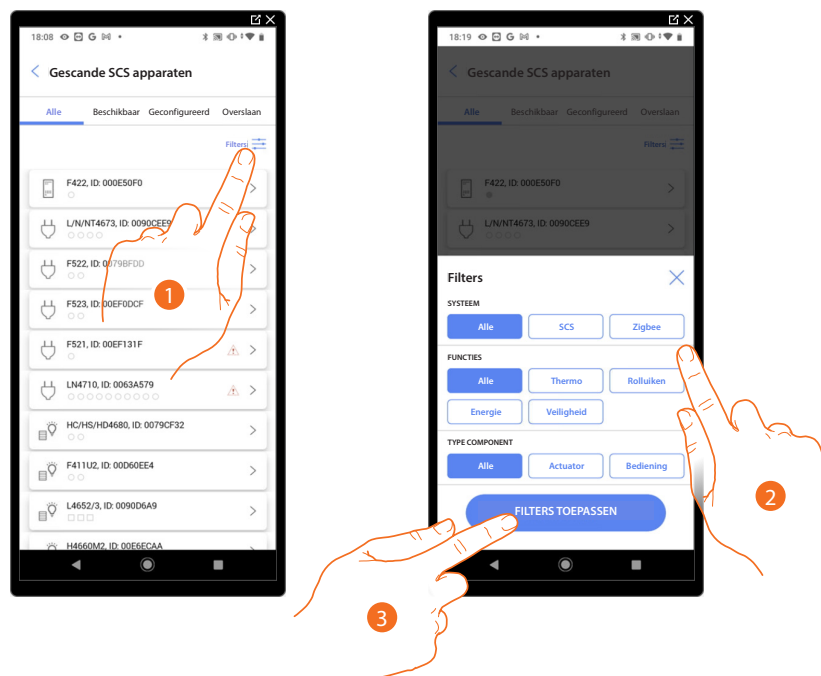 18:08
Gescande SCS apparaten
Alle Beschikbaar Geconfigureerd Overslaan
Filtersi
F422, ID: 000E50F0
L/N/NT4673, ID: 0090CEE9
F522, ID: 0079BFDD
F523, ID: 00EF0DCF
F521, ID: 00EF131F
LN4710, ID: 0063A579
HC/HS/HD4680, ID: 0079CF32
F411U2, ID: 00D60EE4
L4652/3, ID: 0090D6A9
H4660M2, ID: 00E6ECAA
1
18:19
Gescande SCS apparaten
Alle Beschikbaar Geconfigureerd Overslaan
Filtersi
F422, ID: 000E50F0
L/N/NT4673, ID: 0090CEE9
Filters
SYSTEEM
Alle SCS Zigbee
FUNCTIES
Alle Thermo Rolluiken
Energie Veiligheid
TYPE COMPONENT
Alle Actuator Bediening
FILTERS TOEPASSEN
2
3